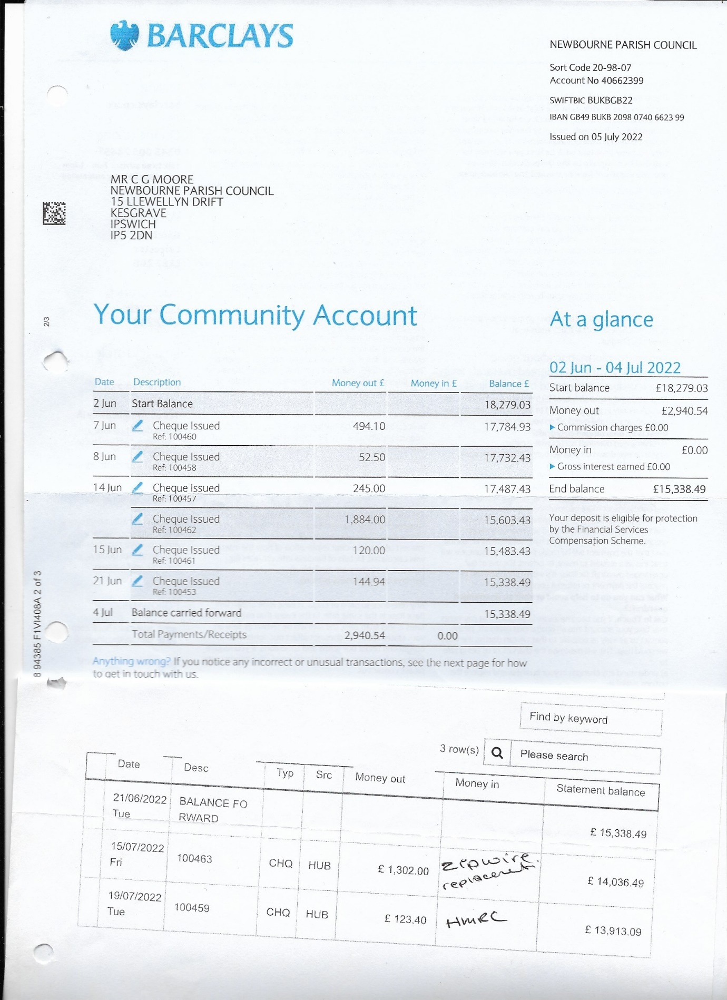 BARCLAYS
NEWBOURNE PARISH COUNCIL
Sort Code 20-98-07
Account No 40662399
SWIFTBIC BUKBGB22
IBAN GB49 BUKB 2098 0740 6623 99
Issued on 05 July 2022
MR C G MOORE
NEWBOURNE PARISH COUNCIL
15 LLEWELLYN DRIFT
KESGRAVE
IPSWICH
IP5 2DN
2/3
8 94385 F1VI408A 2 of 3
Your Community Account
Date Description Money out £ Money in £ Balance £
2 Jun Start Balance 18,279.03
7 Jun Cheque Issued 494.10 17,784.93
Ref: 100460
8 Jun Cheque Issued 52.50 17,732.43
Ref: 100458
14 Jun Cheque Issued 245.00 17,487.43
Ref: 100457
Cheque Issued 1,884.00 15,603.43
Ref: 100462
15 Jun Cheque Issued 120.00 15,483.43
Ref: 100461
21 Jun Cheque Issued 144.94 15,338.49
Ref: 100453
4 Jul Balance carried forward 15,338.49
Total Payments/Receipts 2,940.54 0.00
Anything wrong? If you notice any incorrect or unusual transactions, see the next page for how
to get in touch with us.
At a glance
02 Jun - 04 Jul 2022
Start balance £18,279.03
Money out £2,940.54
Commission charges £0.00
Money in £0.00
Gross interest earned £0.00
End balance £15,338.49
Your deposit is eligible for protection
by the Financial Services
Compensation Scheme.
Find by keyword
3 row(s) Please search
Date Desc Typ Src Money out Money in Statement balance
21/06/2022 BALANCE FO
Tue RWARD £ 15,338.49
15/07/2022 100463 CHQ HUB £ 1,302.00 Zipwire £ 14,036.49
Fri replacement
19/07/2022 100459 CHQ HUB £ 123.40 HMRC £ 13,913.09
Tue